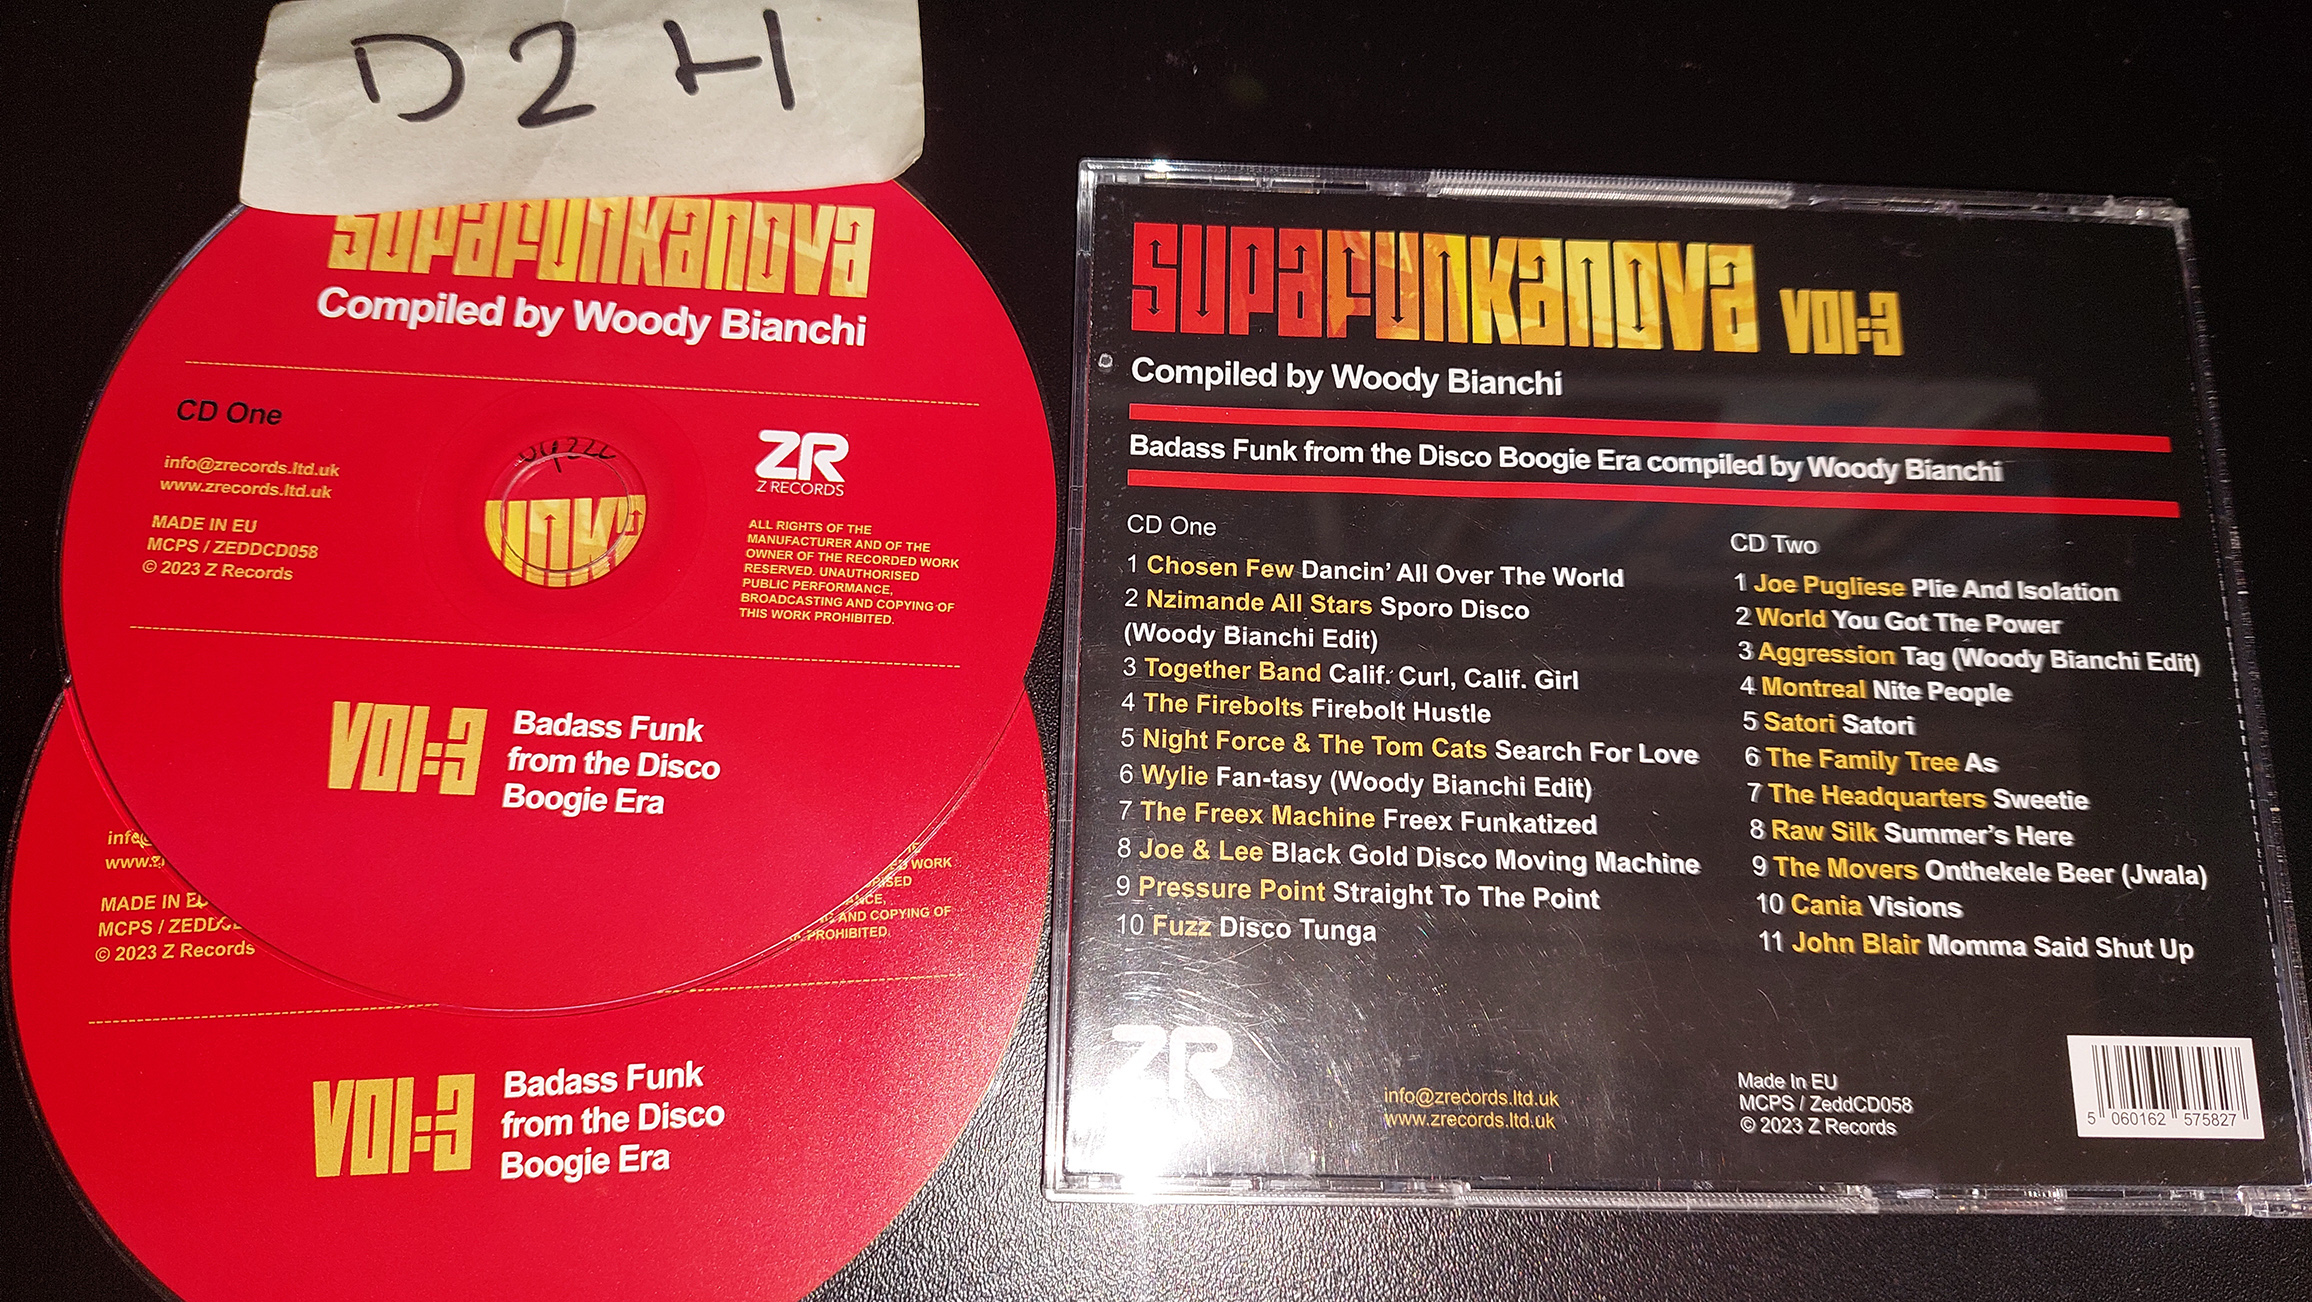 D2H
SUPAFUNKANOVA
Compiled by Woody Bianchi
CD One
info@zrecords.ltd.uk
www.zrecords.ltd.uk
MADE IN EU
MCPS / ZEDDCD058
© 2023 Z Records
ZR
Z RECORDS
ALL RIGHTS OF THE
MANUFACTURER AND OF THE
OWNER OF THE RECORDED WORK
RESERVED. UNAUTHORISED
PUBLIC PERFORMANCE,
BROADCASTING AND COPYING OF
THIS WORK PROHIBITED.
VOL:3
Badass Funk
from the Disco
Boogie Era
MADE IN
MCPS /
© 2023 Z Records
WORK
AND COPYING OF
PROHIBITED.
VOL:3
Badass Funk
from the Disco
Boogie Era
SUPAFUNKANOVA VOL:3
Compiled by Woody Bianchi
Badass Funk from the Disco Boogie Era compiled by Woody Bianchi
CD One
1 Chosen Few Dancin' All Over The World
2 Nzimande All Stars Sporo Disco
(Woody Bianchi Edit)
3 Together Band Calif. Curl, Calif. Girl
4 The Firebolts Firebolt Hustle
5 Night Force & The Tom Cats Search For Love
6 Wylie Fan-tasy (Woody Bianchi Edit)
7 The Freex Machine Freex Funkatized
8 Joe & Lee Black Gold Disco Moving Machine
9 Pressure Point Straight To The Point
10 Fuzz Disco Tunga
CD Two
1 Joe Pugliese Plie And Isolation
2 World You Got The Power
3 Aggression Tag (Woody Bianchi Edit)
4 Montreal Nite People
5 Satori Satori
6 The Family Tree As
7 The Headquarters Sweetie
8 Raw Silk Summer's Here
9 The Movers Onthekele Beer (Jwala)
10 Cania Visions
11 John Blair Momma Said Shut Up
ZR
info@zrecords.ltd.uk
www.zrecords.ltd.uk
Made In EU
MCPS / ZeddCD058
© 2023 Z Records
5 060162 575827